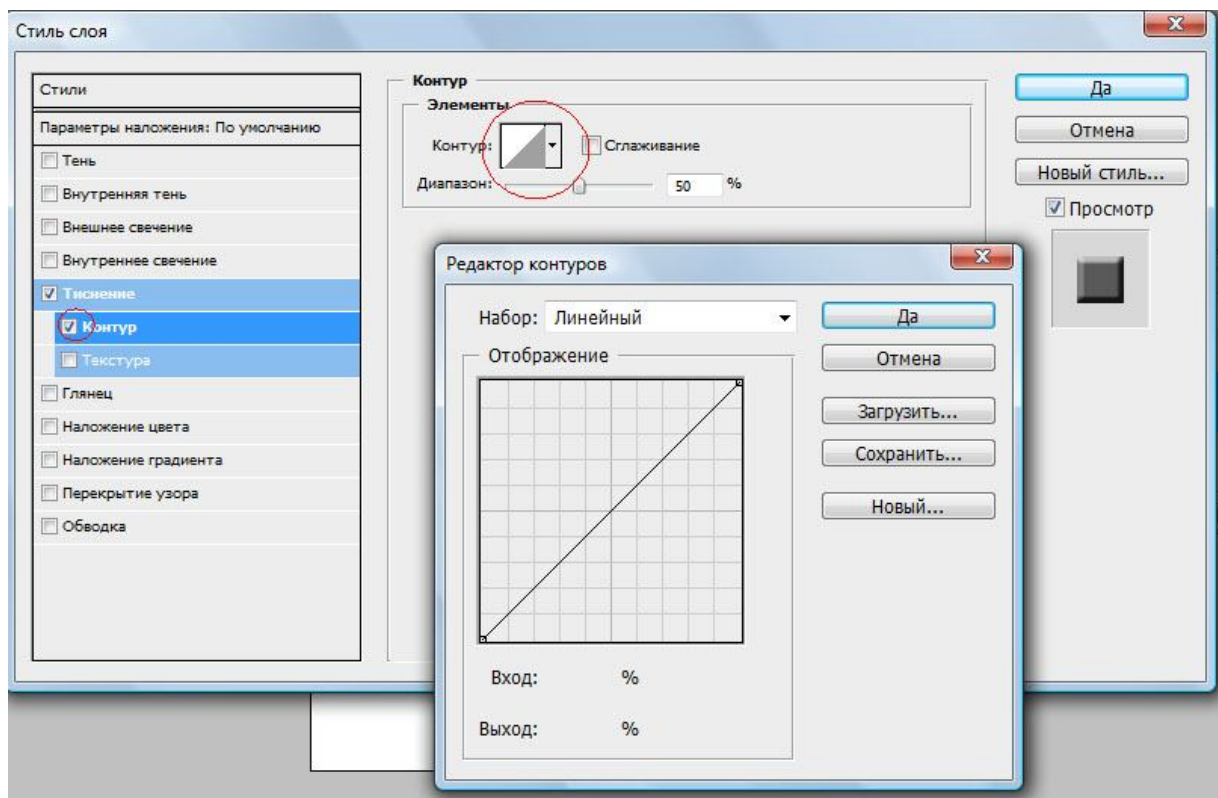 Стиль слоя
Стили
Параметры наложения: По умолчанию
Тень
Внутренняя тень
Внешнее свечение
Внутреннее свечение
Тиснение
Контур
Текстура
Глянец
Наложение цвета
Наложение градиента
Перекрытие узора
Обводка
Контур
Элементы
Контур: Сглаживание
Диапазон: 50 %
Да
Отмена
Новый стиль...
Просмотр
Редактор контуров
Набор: Линейный
Отображение
Вход: %
Выход: %
Да
Отмена
Загрузить...
Сохранить...
Новый...